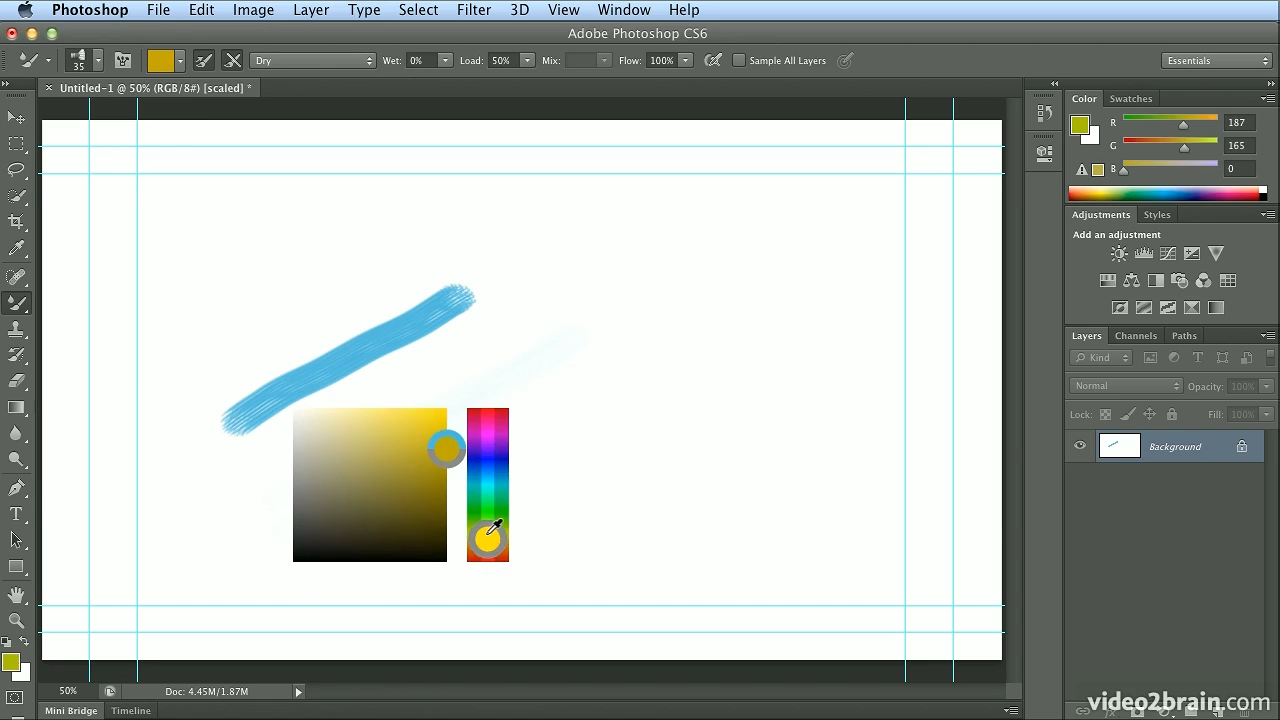 Photoshop File Edit Image Layer Type Select Filter 3D View Window Help
Adobe Photoshop CS6
35 Dry Wet: 0% Load: 50% Mix: Flow: 100% Sample All Layers Essentials
Untitled-1 @ 50% (RGB/8#) [scaled] *
Color Swatches
R 187
G 165
B 0
Adjustments Styles
Add an adjustment
Layers Channels Paths
Kind
Normal Opacity: 100%
Lock: Fill: 100%
Background
50% Doc: 4.45M/1.87M
Mini Bridge Timeline
video2brain.com